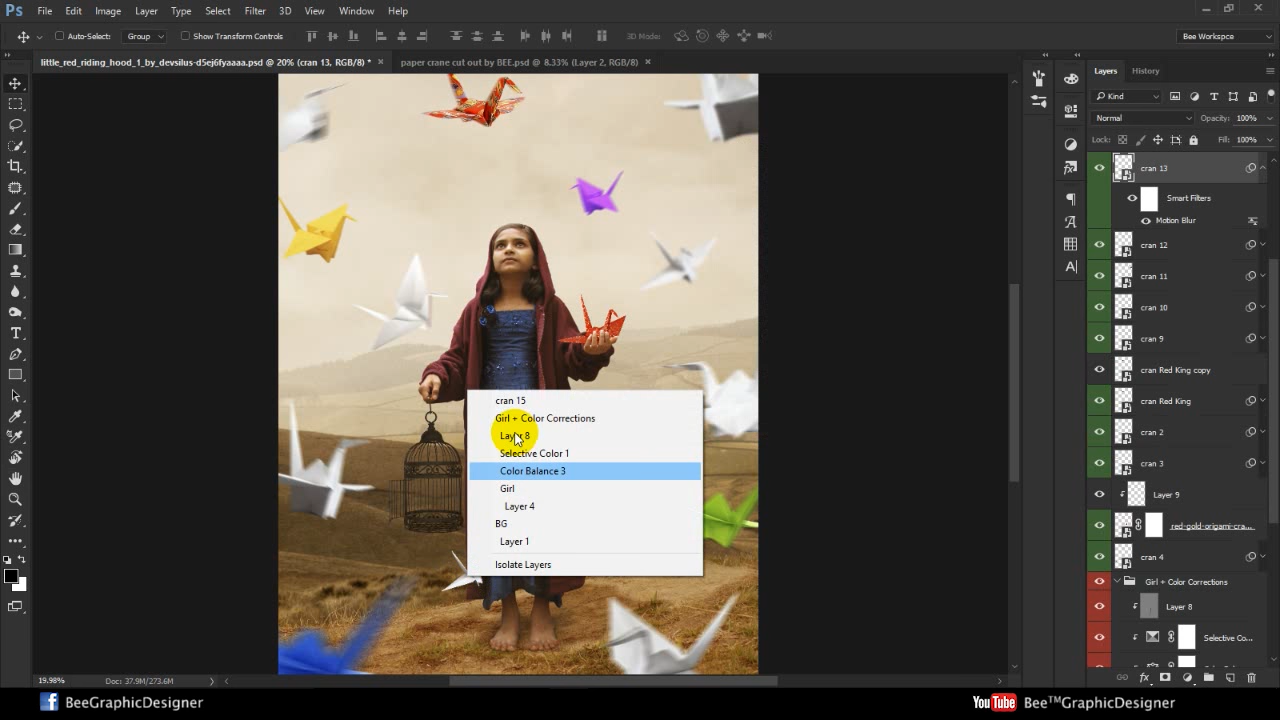 Ps File Edit Image Layer Type Select Filter 3D View Window Help
Auto-Select: Group Show Transform Controls 3D Mode: Bee Workspce
little_red_riding_hood_1_by_devsilus-d5ej6fyaaaa.psd @ 20% (cran 13, RGB/8) * × paper crane cut out by BEE.psd @ 8.33% (Layer 2, RGB/8) ×
Layers History
Kind
Normal Opacity: 100%
Lock: Fill: 100%
cran 13
Smart Filters
Motion Blur
cran 12
cran 11
cran 10
cran 9
cran Red King copy
cran Red King
cran 2
cran 3
Layer 9
red-gold-origami-cra...
cran 4
Girl + Color Corrections
Layer 8
Selective Co...
cran 15
Girl + Color Corrections
Layer 8
Selective Color 1
Color Balance 3
Girl
Layer 4
BG
Layer 1
Isolate Layers
19.98% Doc: 37.9M/273.6M
BeeGraphicDesigner
YouTube Bee™GraphicDesigner